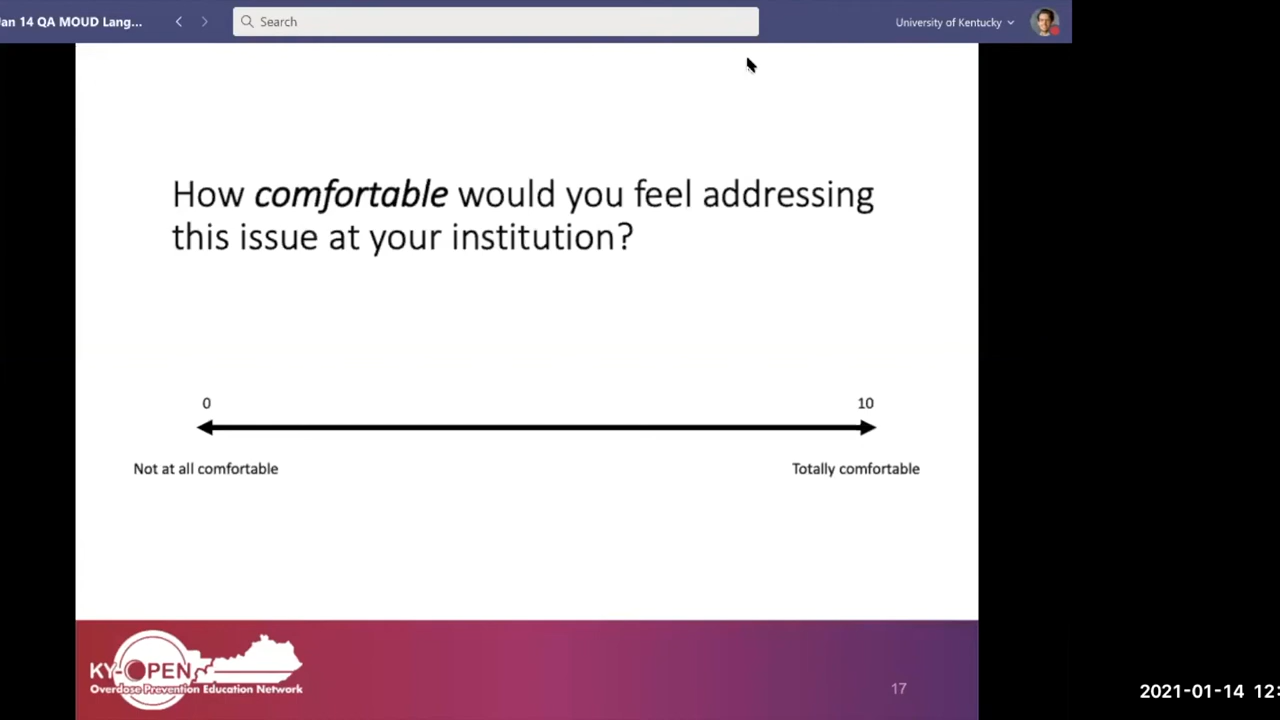 Jan 14 QA MOUD Lang...
Search
University of Kentucky
How comfortable would you feel addressing
this issue at your institution?
0
10
Not at all comfortable
Totally comfortable
KY-OPEN
Overdose Prevention Education Network
17
2021-01-14 12: